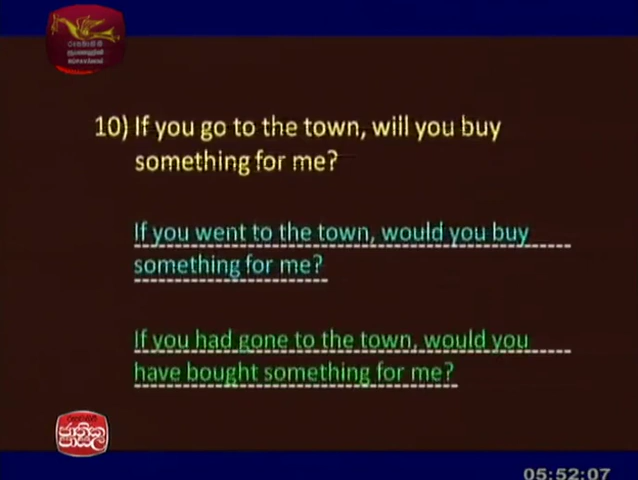 10) If you go to the town, will you buy
something for me?
If you went to the town, would you buy
something for me?
If you had gone to the town, would you
have bought something for me?
05:52:07